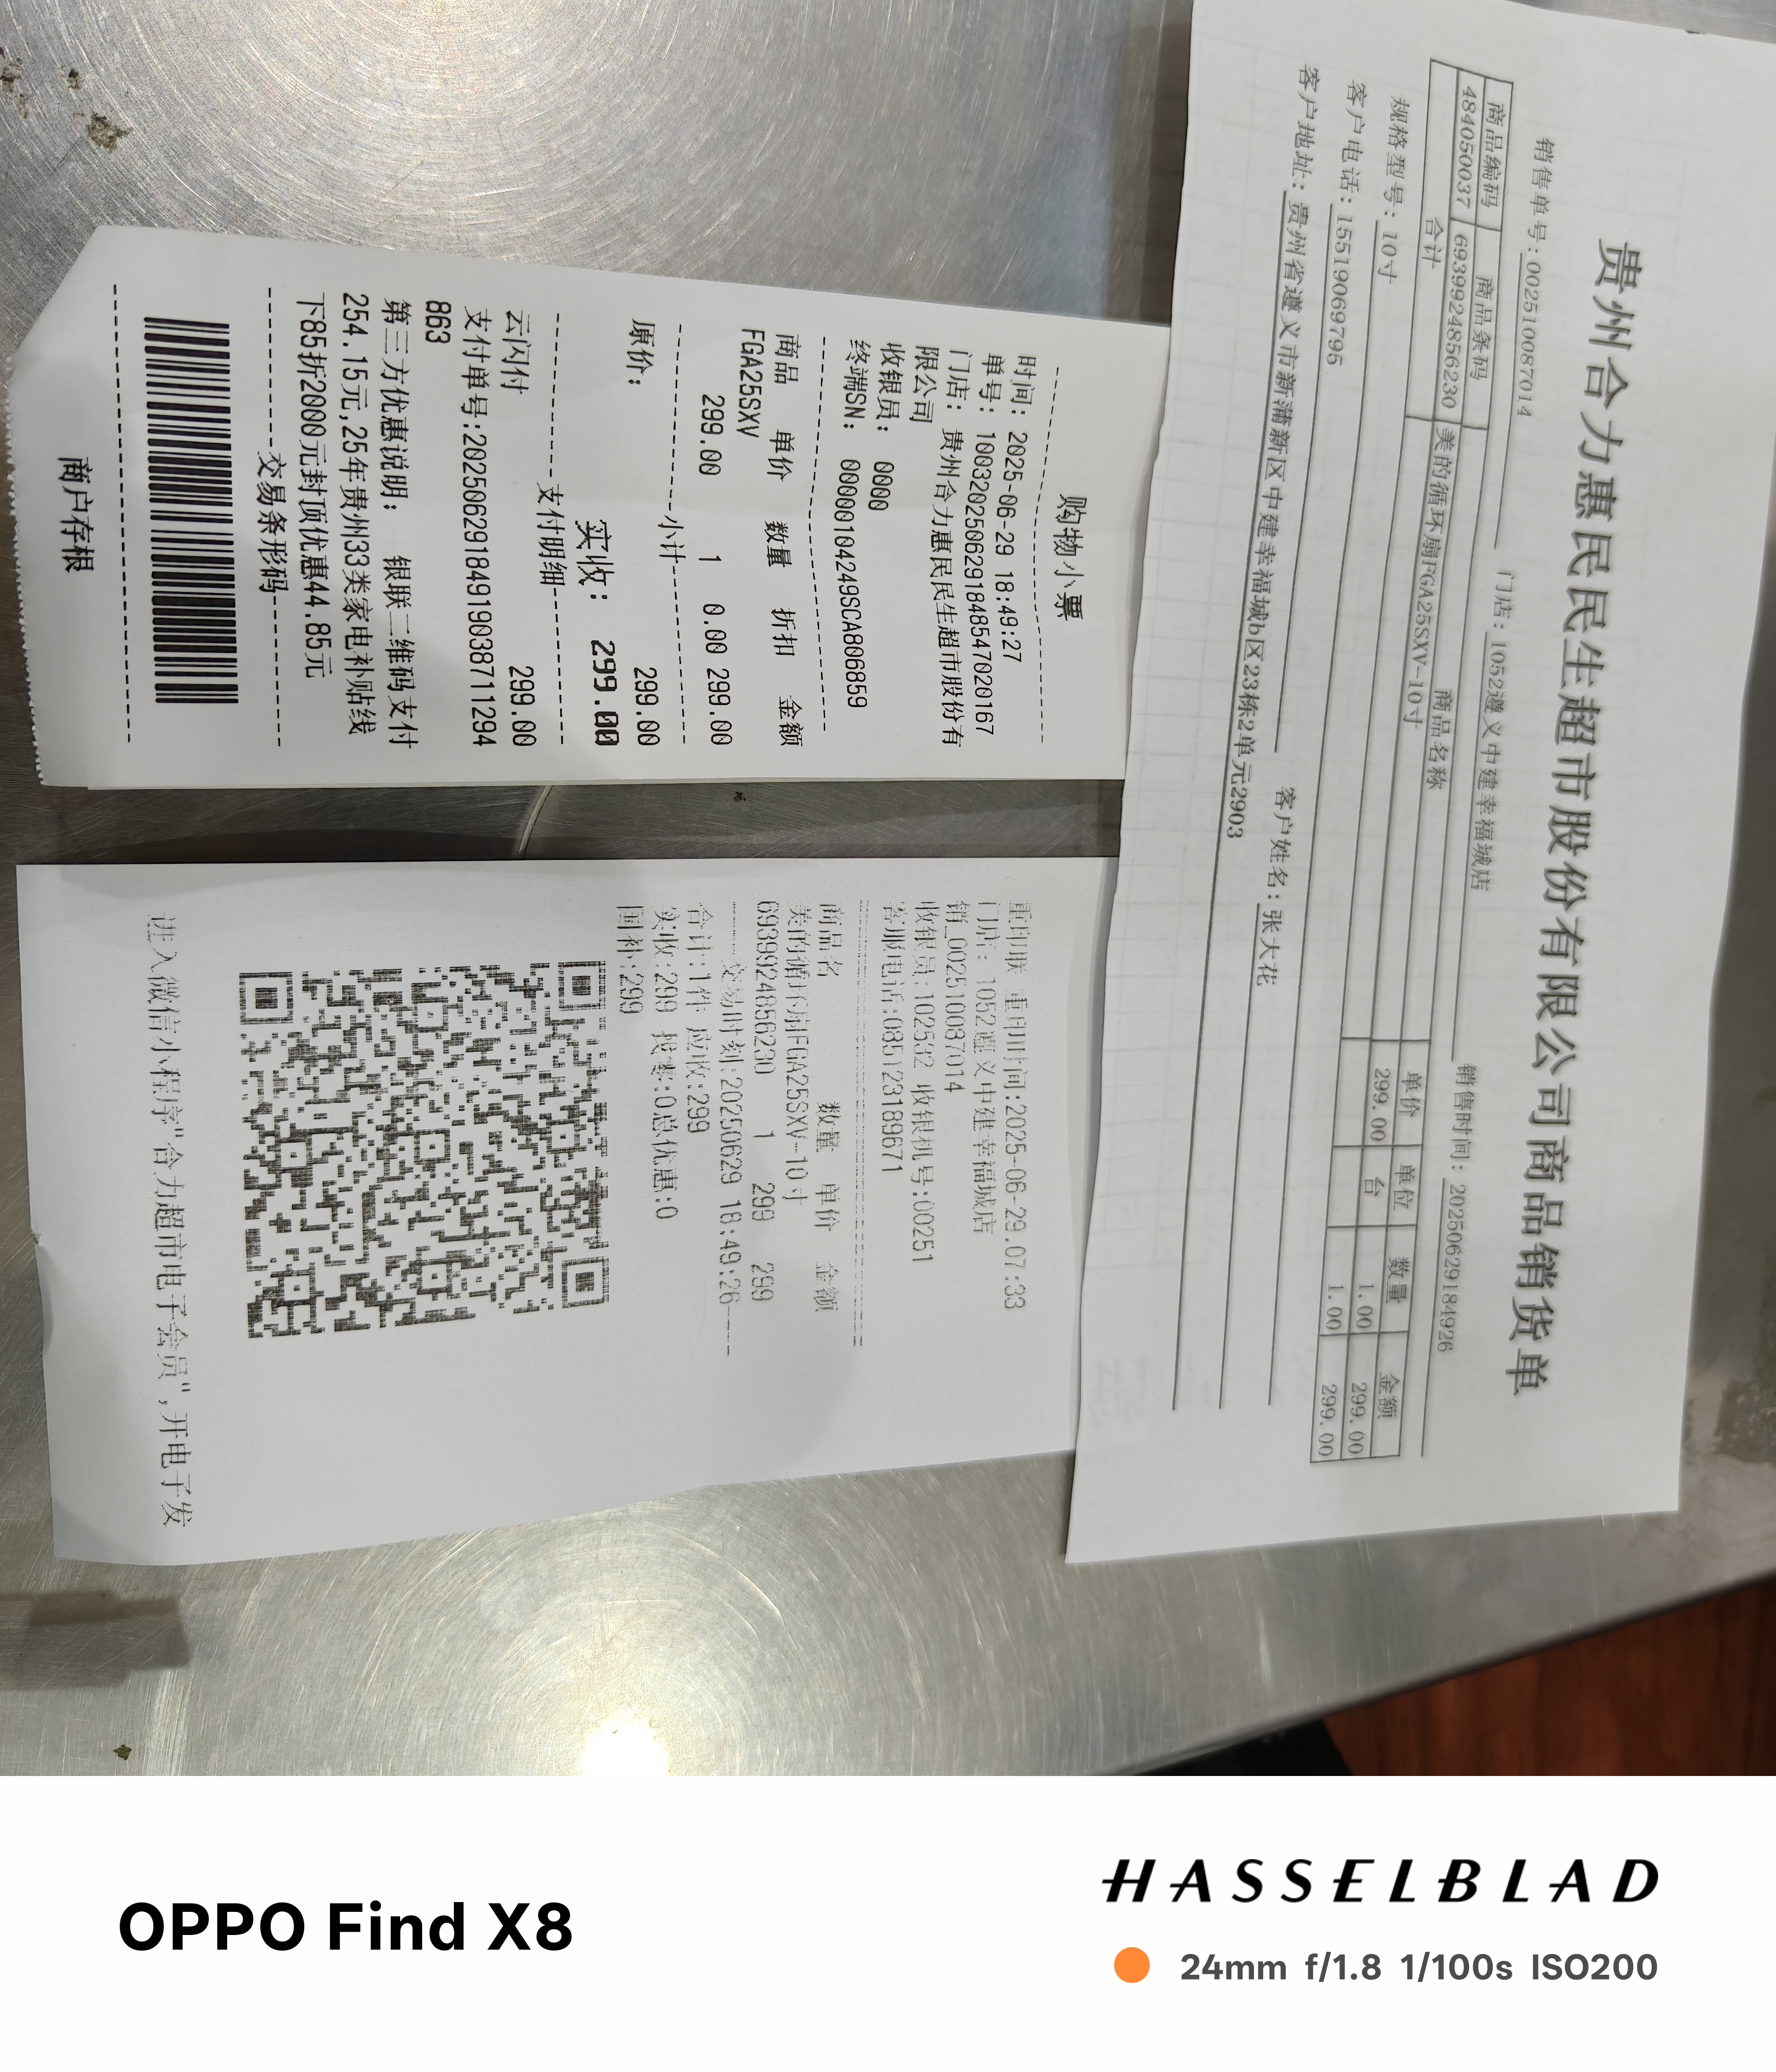 贵州合力惠民民生超市股份有限公司商品销货单
销售单号:002510087014 门店:1052遵义中建幸福城店 销售时间:20250629184926
商品编码 商品条码 商品名称 单价 单位 数量 金额
484050037 6939924856230 美的循环扇FGA25SXV-10寸 299.00 台 1.00 299.00
合计 1.00 299.00
规格型号:10寸
客户电话:15519069795 客户姓名:张大花
客户地址:贵州省遵义市新蒲新区中建幸福城b区23栋2单元2903
购物小票
时间: 2025-06-29 18:49:27
单号: 1003202506291848547020167
门店: 贵州合力惠民民生超市股份有
限公司
收银员: 0000
终端SN: 00000104249SCA806859
商品 单价 数量 折扣 金额
FGA25SXV
299.00 1 0.00 299.00
小计
原价: 299.00
实收: 299.00
支付明细
云闪付 299.00
支付单号:20250629184919038711294
863
第三方优惠说明: 银联二维码支付
254.15元,25年贵州33类家电补贴线
下85折2000元封顶优惠44.85元
交易条形码
商户存根
重印联 重印时间:2025-06-29.07:33
门店: 1052遵义中建幸福城店
销_002510087014
收银员:102532 收银机号:00251
客服电话:085123189671
商品名 数量 单价 金额
美的循环扇FGA25SXV-10寸
6939924856230 1 299 299
交易时刻:20250629 18:49:26
合计:1件 应收:299
实收:299 找零:0总优惠:0
国补:299
进入微信小程序"合力超市电子会员",开电子发
OPPO Find X8
HASSELBLAD
24mm f/1.8 1/100s ISO200